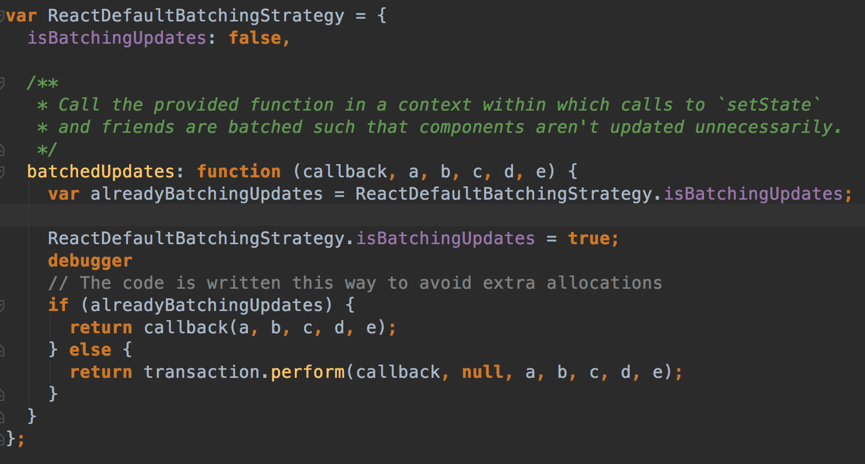 var ReactDefaultBatchingStrategy = {
  isBatchingUpdates: false,

  /**
   * Call the provided function in a context within which calls to `setState`
   * and friends are batched such that components aren't updated unnecessarily.
   */
  batchedUpdates: function (callback, a, b, c, d, e) {
    var alreadyBatchingUpdates = ReactDefaultBatchingStrategy.isBatchingUpdates;

    ReactDefaultBatchingStrategy.isBatchingUpdates = true;
    debugger
    // The code is written this way to avoid extra allocations
    if (alreadyBatchingUpdates) {
      return callback(a, b, c, d, e);
    } else {
      return transaction.perform(callback, null, a, b, c, d, e);
    }
  }
};